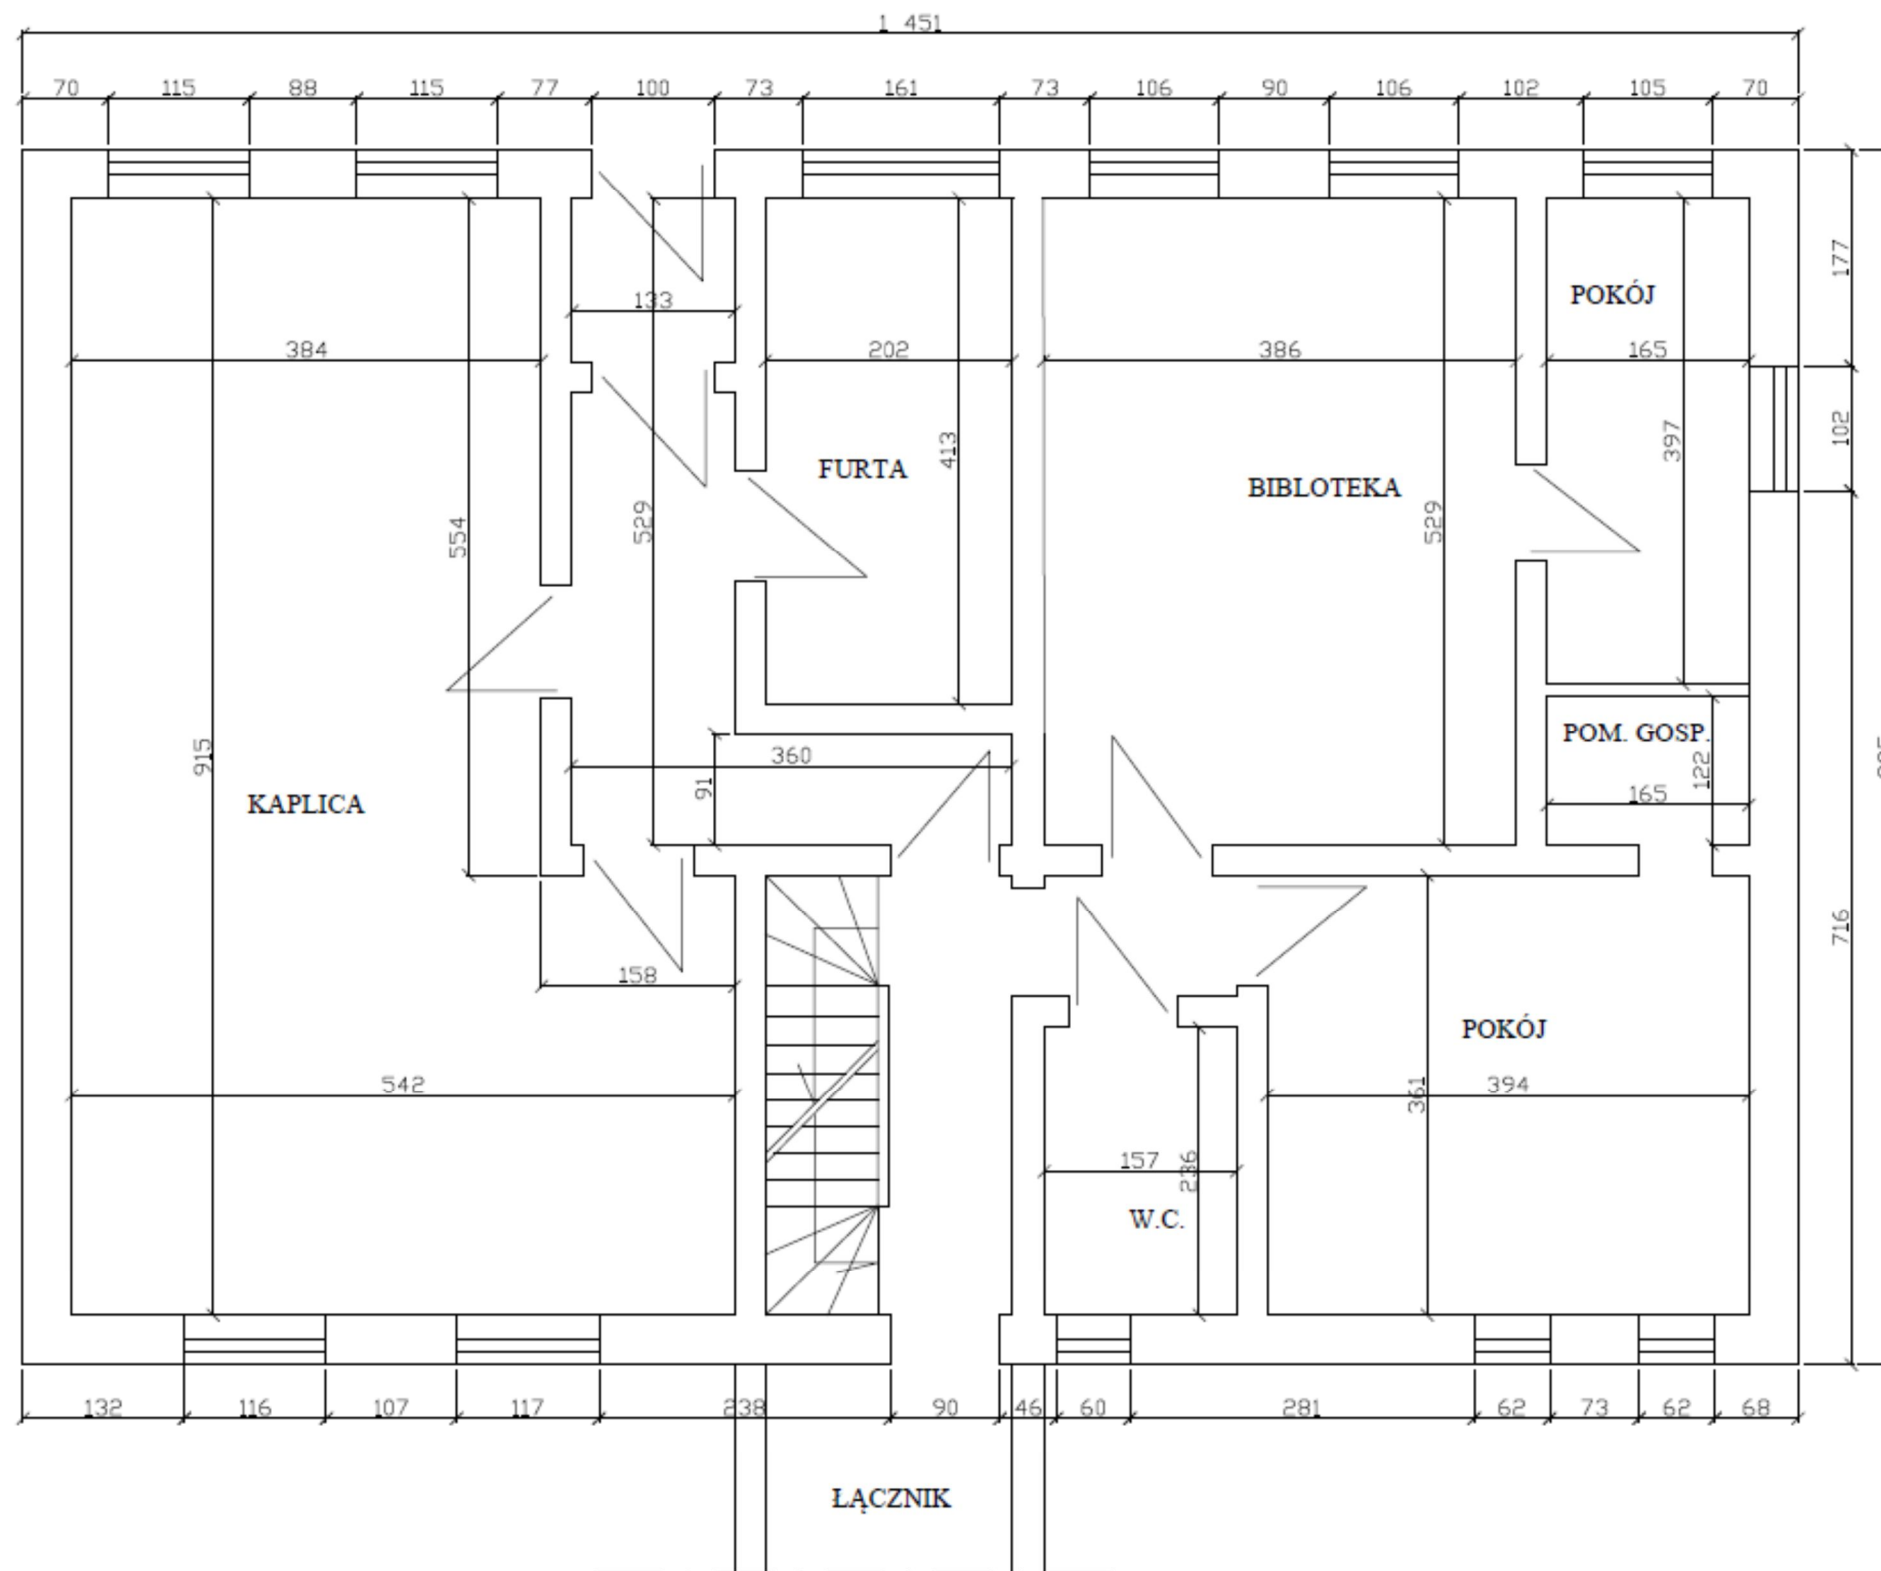 1 451
70 115 88 115 77 100 73 161 73 106 90 106 102 105 70
177
POKÓJ
133
384 202 386 165
102
397
413
FURTA
BIBLOTEKA
554
529
529
POM. GOSP.
360
915
122
91
165
KAPLICA
716
158
POKÓJ
542
361
394
157
236
W.C.
132 116 107 117 238 90 46 60 281 62 73 62 68
ŁĄCZNIK